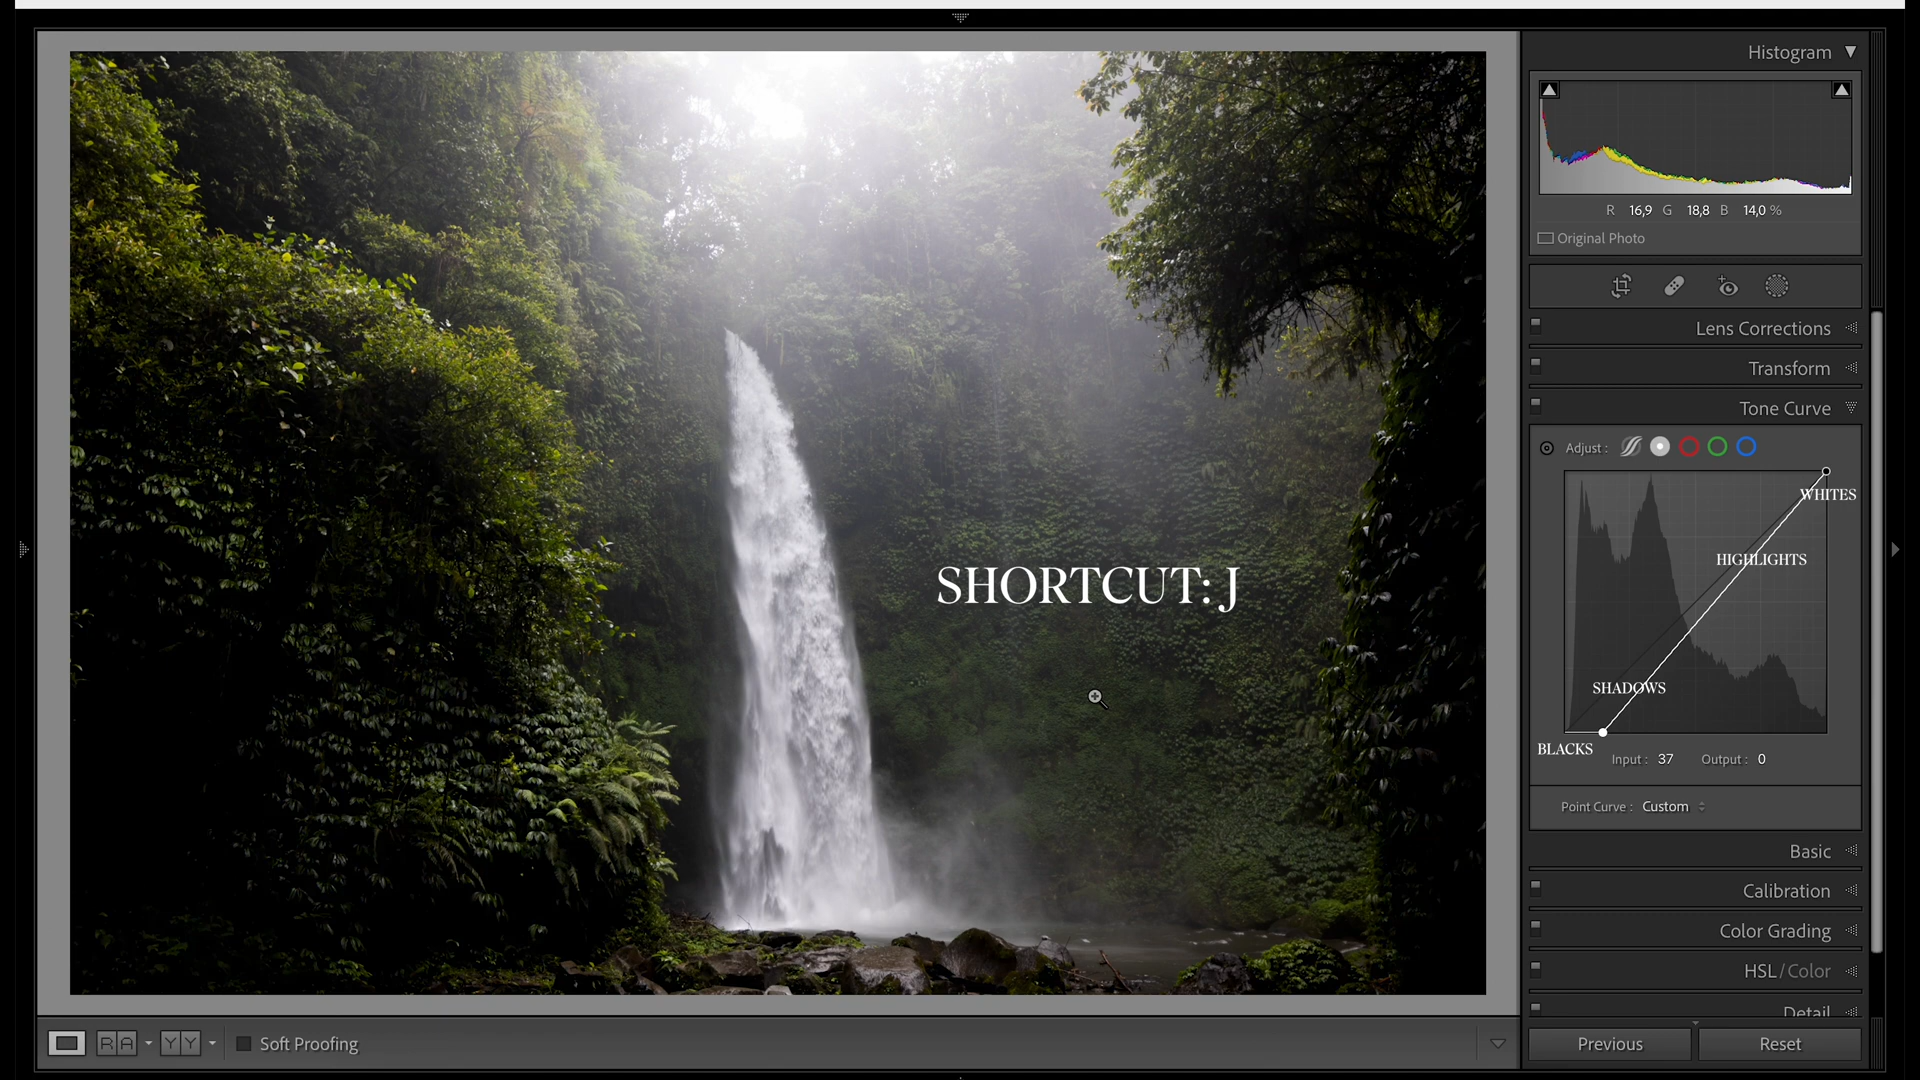 Histogram
R 16,9 G 18,8 B 14,0 %
Original Photo
Lens Corrections
Transform
Tone Curve
Adjust :
WHITES
HIGHLIGHTS
SHORTCUT: J
SHADOWS
BLACKS
Input : 37 Output : 0
Point Curve : Custom
Basic
Calibration
Color Grading
HSL / Color
Detail
R A Y Y Soft Proofing
Previous Reset